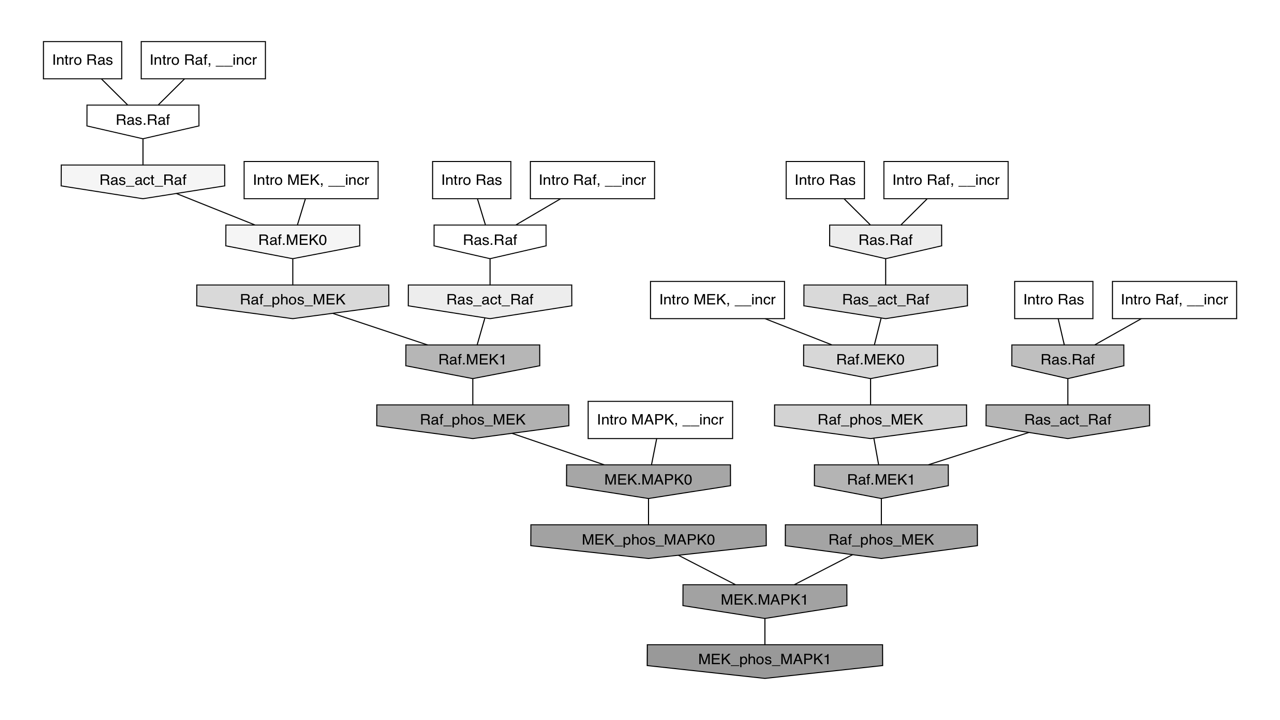 Intro Ras
Intro Raf, __incr
Ras.Raf
Ras_act_Raf
Intro MEK, __incr
Intro Ras
Intro Raf, __incr
Intro Ras
Intro Raf, __incr
Raf.MEK0
Ras.Raf
Ras.Raf
Raf_phos_MEK
Ras_act_Raf
Intro MEK, __incr
Ras_act_Raf
Intro Ras
Intro Raf, __incr
Raf.MEK1
Raf.MEK0
Ras.Raf
Raf_phos_MEK
Intro MAPK, __incr
Raf_phos_MEK
Ras_act_Raf
MEK.MAPK0
Raf.MEK1
MEK_phos_MAPK0
Raf_phos_MEK
MEK.MAPK1
MEK_phos_MAPK1